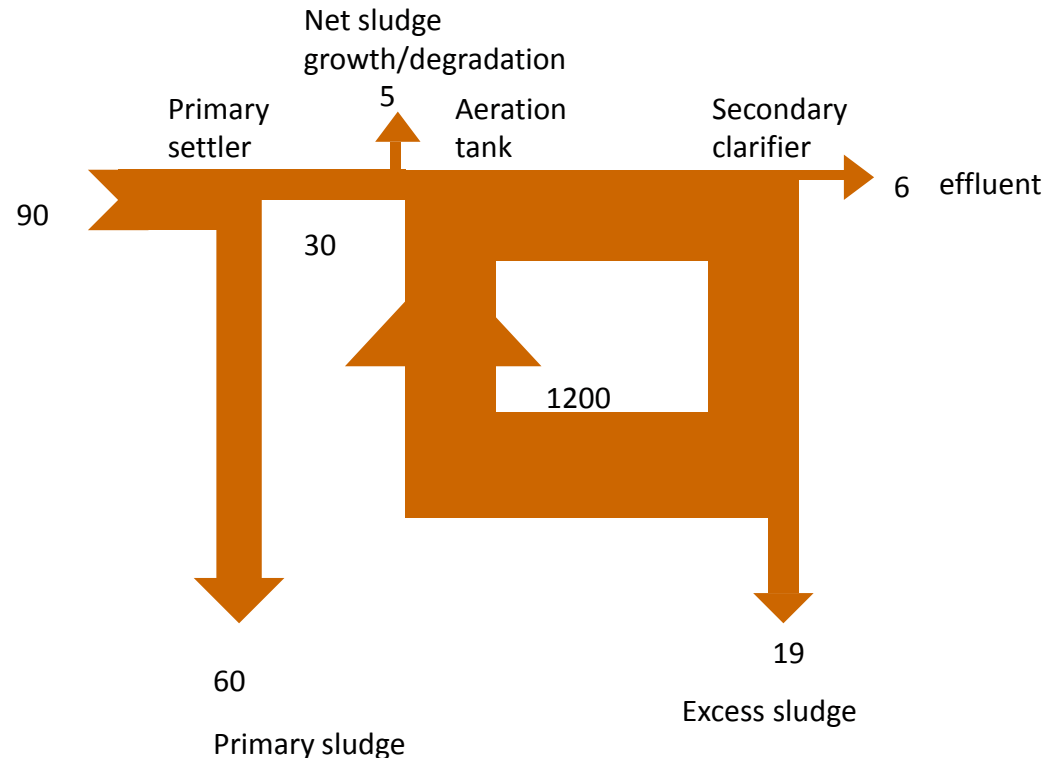 Net sludge
growth/degradation
5
Primary
settler
Aeration
tank
Secondary
clarifier
90
6 effluent
30
1200
60
Primary sludge
19
Excess sludge